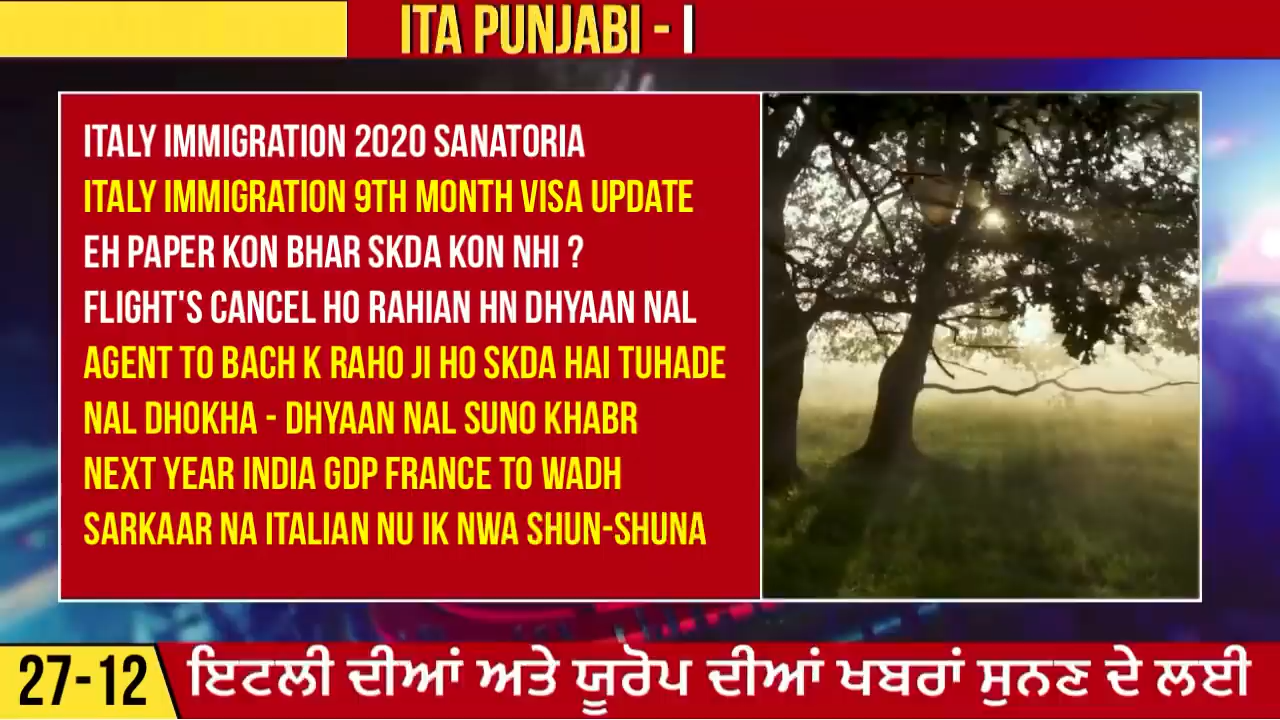 ITA PUNJABI - I
ITALY IMMIGRATION 2020 SANATORIA
ITALY IMMIGRATION 9TH MONTH VISA UPDATE
EH PAPER KON BHAR SKDA KON NHI ?
FLIGHT'S CANCEL HO RAHIAN HN DHYAAN NAL
AGENT TO BACH K RAHO JI HO SKDA HAI TUHADE
NAL DHOKHA - DHYAAN NAL SUNO KHABR
NEXT YEAR INDIA GDP FRANCE TO WADH
SARKAAR NA ITALIAN NU IK NWA SHUN-SHUNA
27-12 ਇਟਲੀ ਦੀਆਂ ਅਤੇ ਯੂਰੋਪ ਦੀਆਂ ਖਬਰਾਂ ਸੁਨਣ ਦੇ ਲਈ